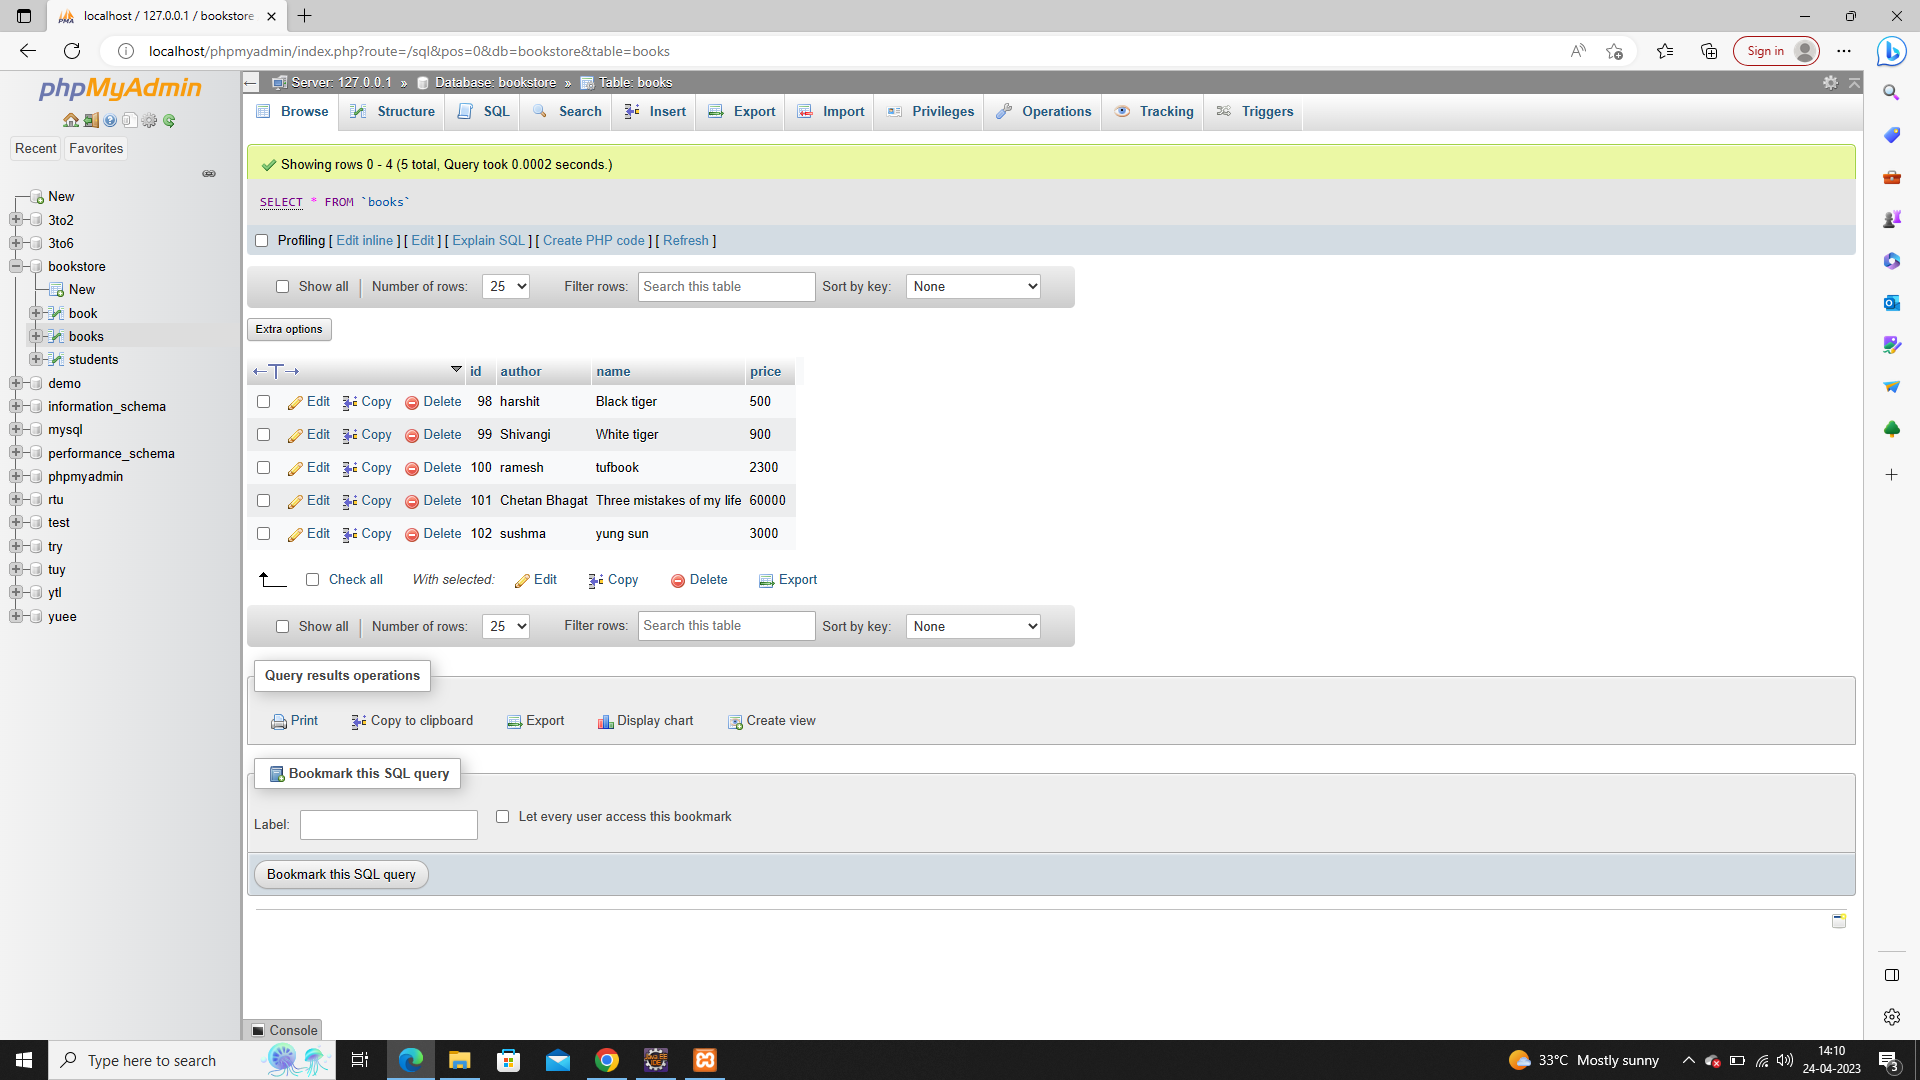 localhost / 127.0.0.1 / bookstore
localhost/phpmyadmin/index.php?route=/sql&pos=0&db=bookstore&table=books
Sign in
phpMyAdmin
Recent Favorites
New
3to2
3to6
bookstore
New
book
books
students
demo
information_schema
mysql
performance_schema
phpmyadmin
rtu
test
try
tuy
ytl
yuee
Server: 127.0.0.1 » Database: bookstore » Table: books
Browse Structure SQL Search Insert Export Import Privileges Operations Tracking Triggers
Showing rows 0 - 4 (5 total, Query took 0.0002 seconds.)
SELECT * FROM `books`
Profiling [ Edit inline ] [ Edit ] [ Explain SQL ] [ Create PHP code ] [ Refresh ]
Show all Number of rows: 25 Filter rows: Search this table Sort by key: None
Extra options
id author name price
Edit Copy Delete 98 harshit Black tiger 500
Edit Copy Delete 99 Shivangi White tiger 900
Edit Copy Delete 100 ramesh tufbook 2300
Edit Copy Delete 101 Chetan Bhagat Three mistakes of my life 60000
Edit Copy Delete 102 sushma yung sun 3000
Check all With selected: Edit Copy Delete Export
Show all Number of rows: 25 Filter rows: Search this table Sort by key: None
Query results operations
Print Copy to clipboard Export Display chart Create view
Bookmark this SQL query
Label: Let every user access this bookmark
Bookmark this SQL query
Console
Type here to search
33°C Mostly sunny
14:10
24-04-2023
3